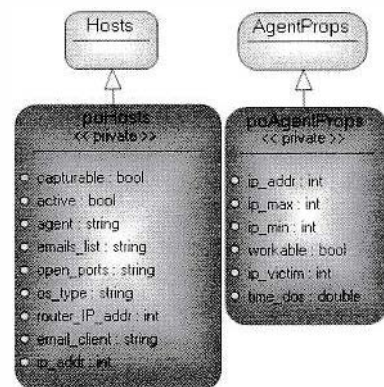 Hosts
AgentProps
poHosts
<< private >>
capturable : bool
active : bool
agent : string
emails_list : string
open_ports : string
os_type : string
router_IP_addr : int
email_client : string
ip_addr : int
poAgentProps
<< private >>
ip_addr : int
ip_max : int
ip_min : int
workable : bool
ip_victim : int
time_dos : double